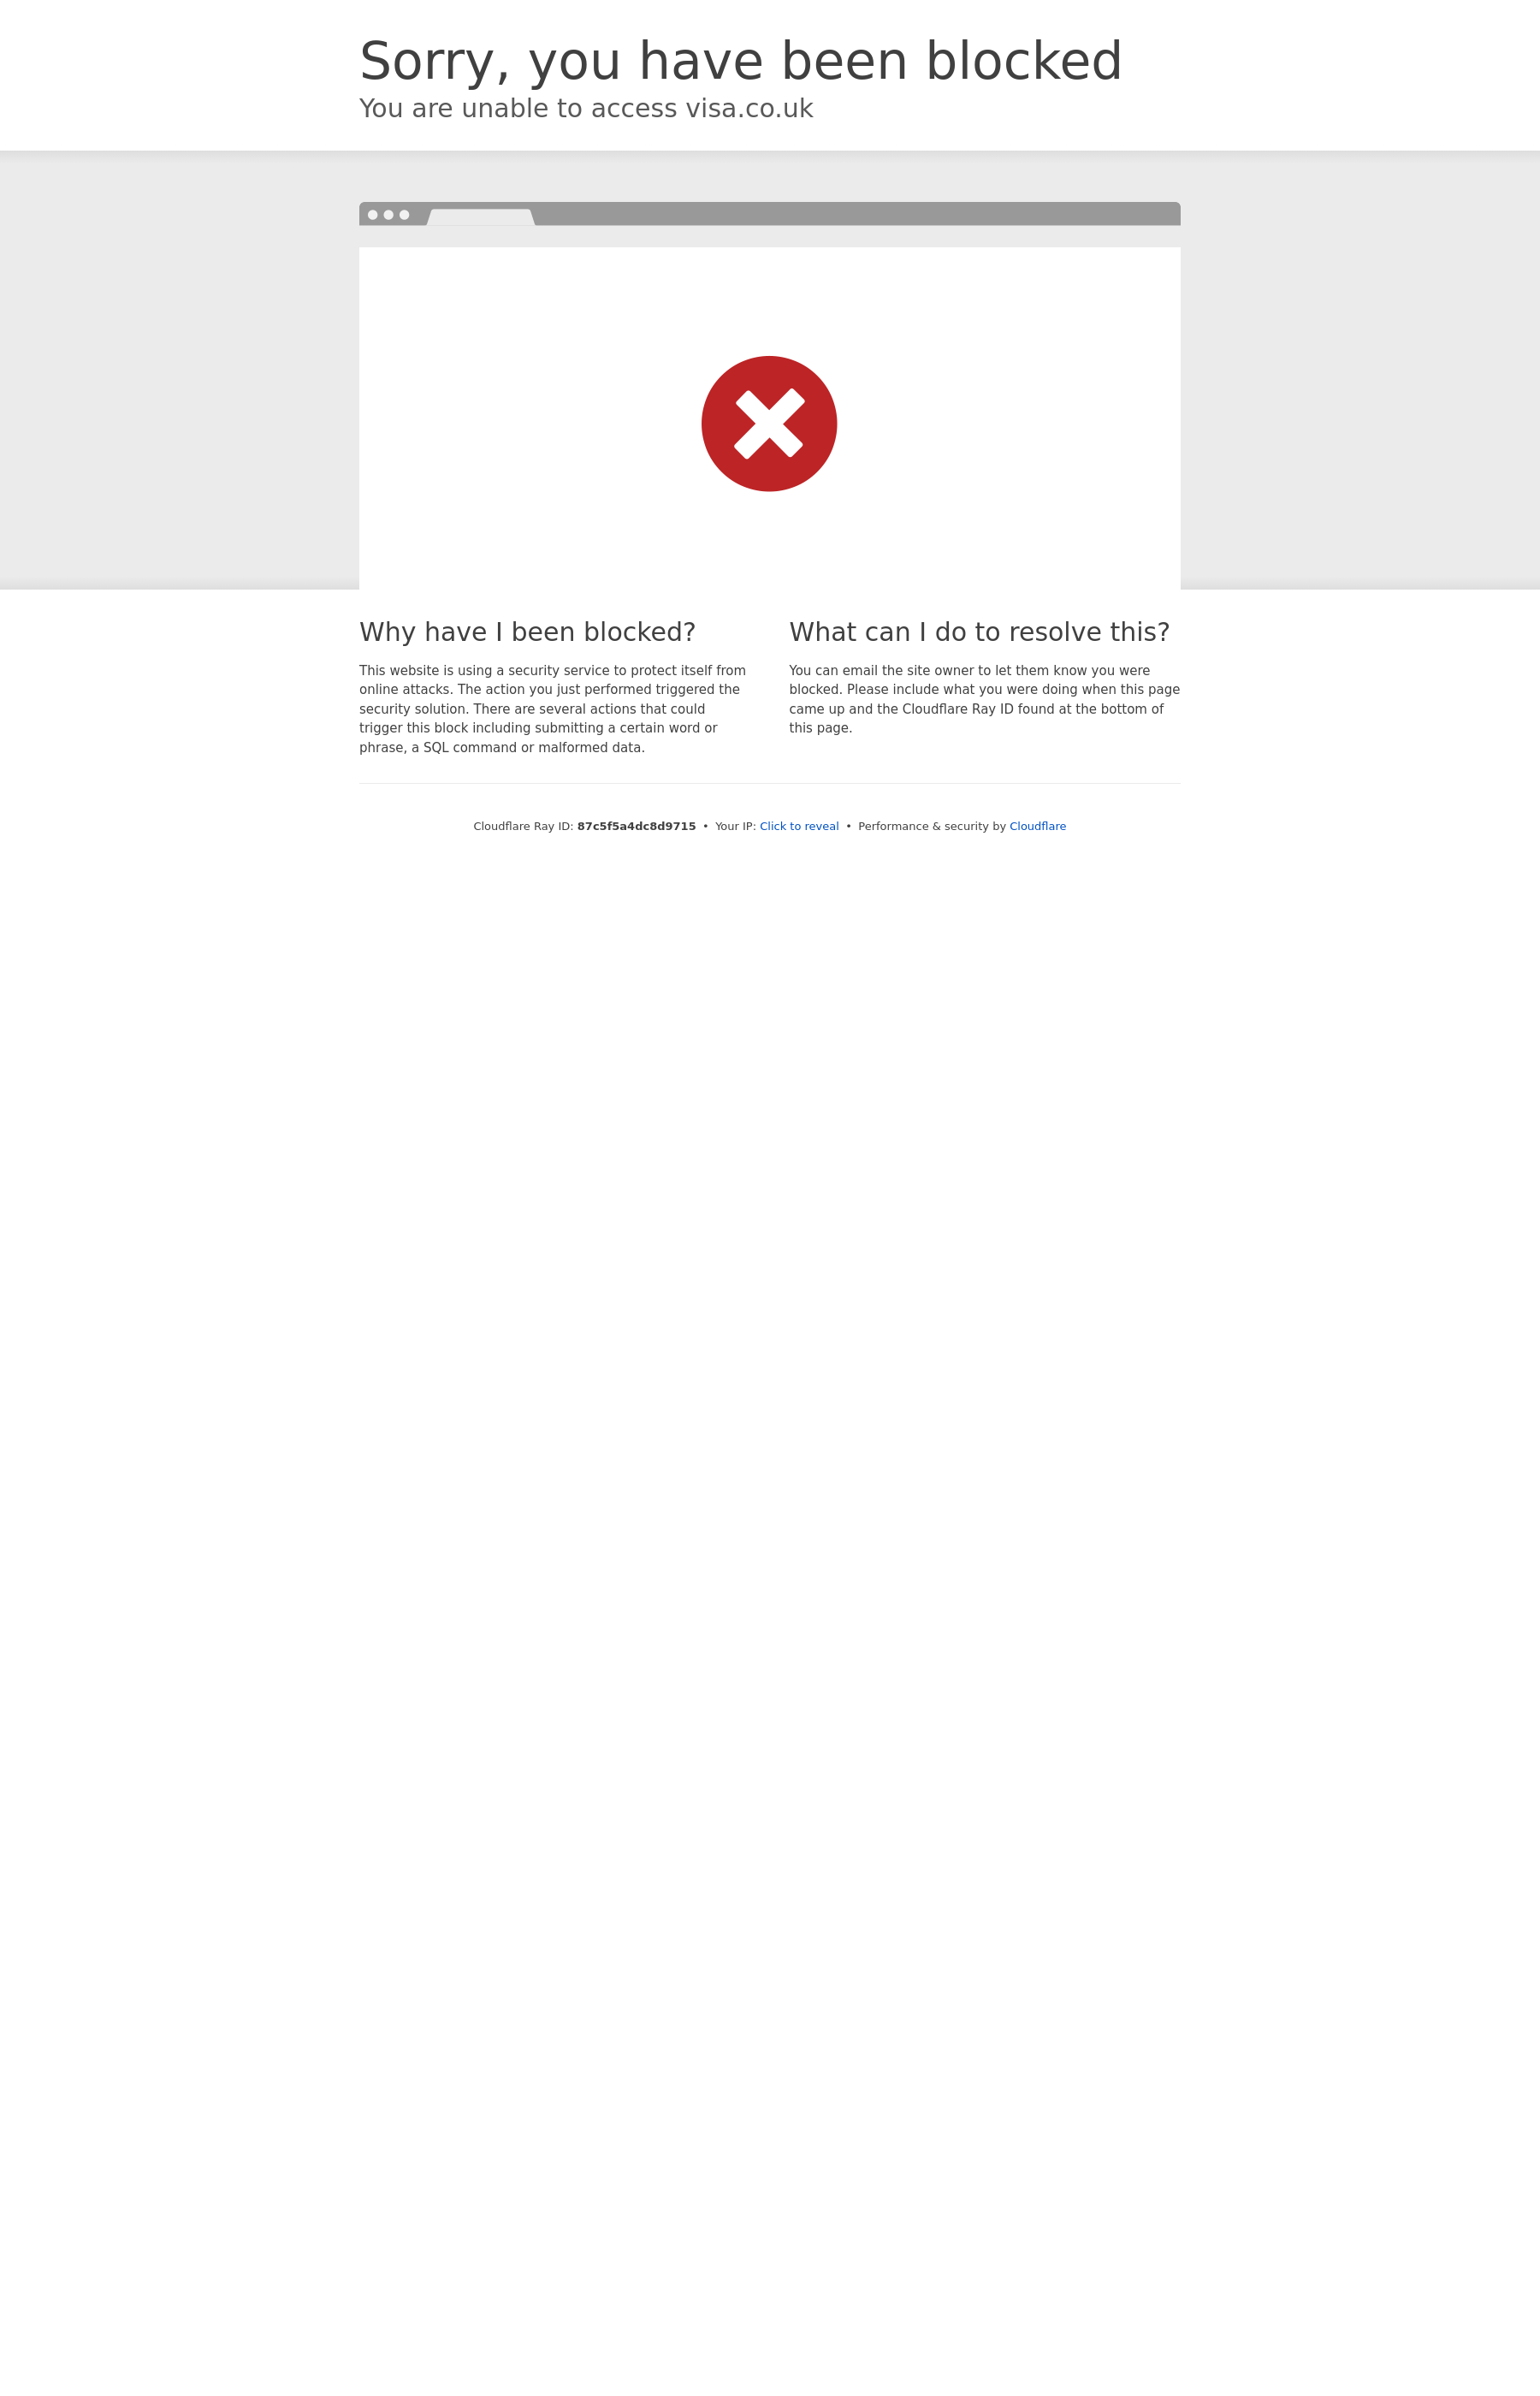 Sorry, you have been blocked
You are unable to access visa.co.uk
Why have I been blocked?
This website is using a security service to protect itself from
online attacks. The action you just performed triggered the
security solution. There are several actions that could
trigger this block including submitting a certain word or
phrase, a SQL command or malformed data.
What can I do to resolve this?
You can email the site owner to let them know you were
blocked. Please include what you were doing when this page
came up and the Cloudflare Ray ID found at the bottom of
this page.
Cloudflare Ray ID: 87c5f5a4dc8d9715 • Your IP: Click to reveal • Performance & security by Cloudflare